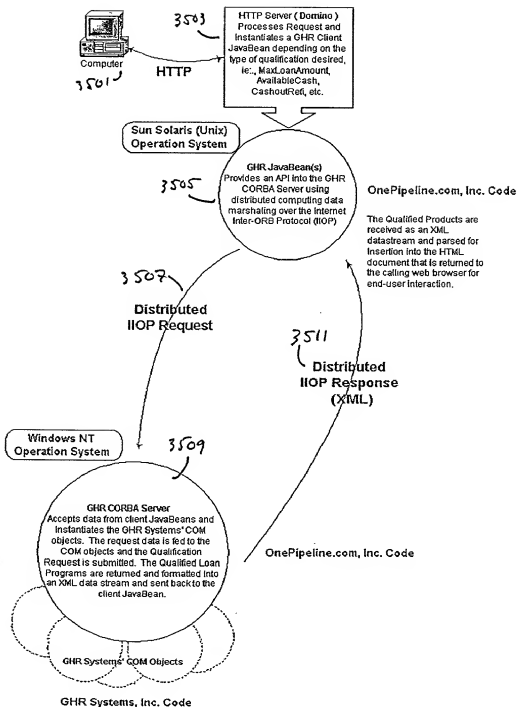 HTTP Server ( Domino )
Processes Request and
Instantiates a GHR Client
JavaBean depending on the
type of qualification desired,
ie:, MaxLoanAmount,
AvailableCash,
CashoutRefi, etc.
3503
Computer
3501
HTTP
Sun Solaris (Unix)
Operation System
GHR JavaBean(s)
Provides an API into the GHR
CORBA Server using
distributed computing data
marshaling over the Internet
Inter-ORB Protocol (IIOP)
3505
OnePipeline.com, Inc. Code
The Qualified Products are
received as an XML
datastream and parsed for
Insertion into the HTML
document that is returned to
the calling web browser for
end-user interaction.
3507
Distributed
IIOP Request
3511
Distributed
IIOP Response
(XML)
Windows NT
Operation System
3509
GHR CORBA Server
Accepts data from client JavaBeans and
Instantiates the GHR Systems' COM
objects. The request data is fed to the
COM objects and the Qualification
Request is submitted. The Qualified Loan
Programs are returned and formatted into
an XML data stream and sent back to the
client JavaBean.
OnePipeline.com, Inc. Code
GHR Systems' COM Objects
GHR Systems, Inc. Code